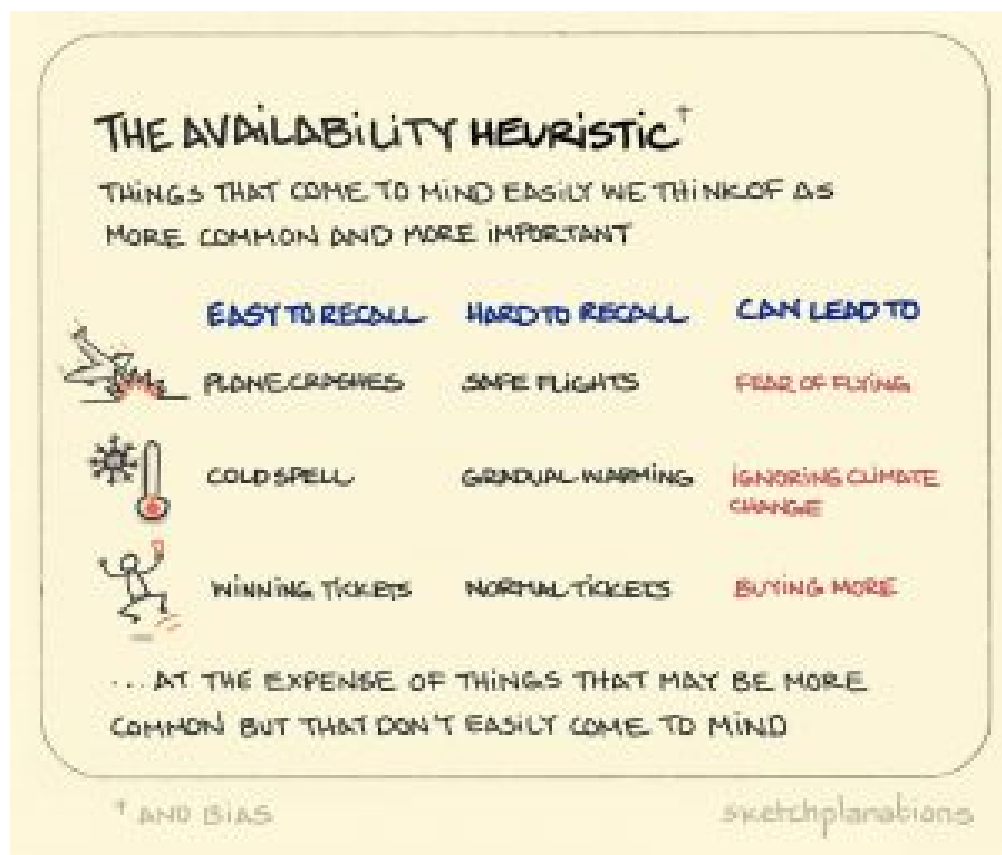 THE AVAILABILITY HEURISTIC†
THINGS THAT COME TO MIND EASILY WE THINK OF AS
MORE COMMON AND MORE IMPORTANT
EASY TO RECALL HARD TO RECALL CAN LEAD TO
PLANE CRASHES SAFE FLIGHTS FEAR OF FLYING
COLD SPELL GRADUAL WARMING IGNORING CLIMATE
CHANGE
WINNING TICKETS NORMAL TICKETS BUYING MORE
...AT THE EXPENSE OF THINGS THAT MAY BE MORE
COMMON BUT THAT DON'T EASILY COME TO MIND
† AND BIAS sketchplanations